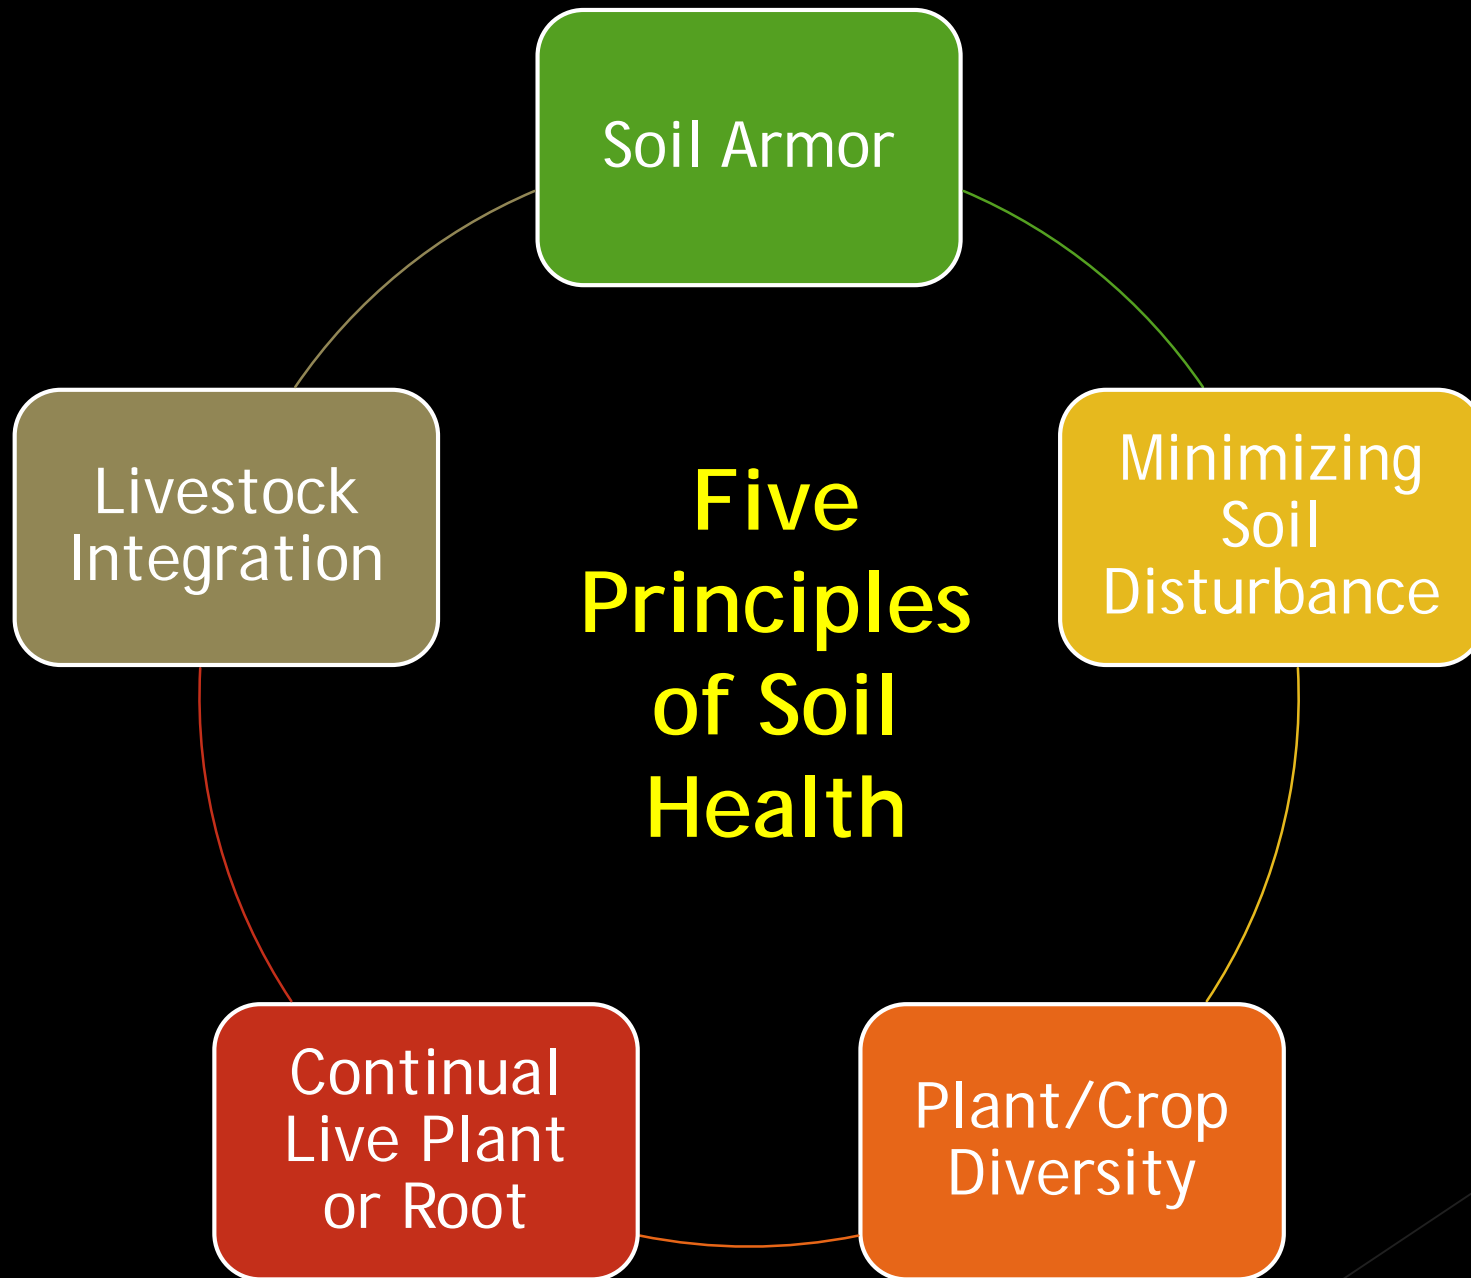 Soil Armor
Minimizing
Soil
Disturbance
Plant/Crop
Diversity
Continual
Live Plant
or Root
Livestock
Integration
Five
Principles
of Soil
Health